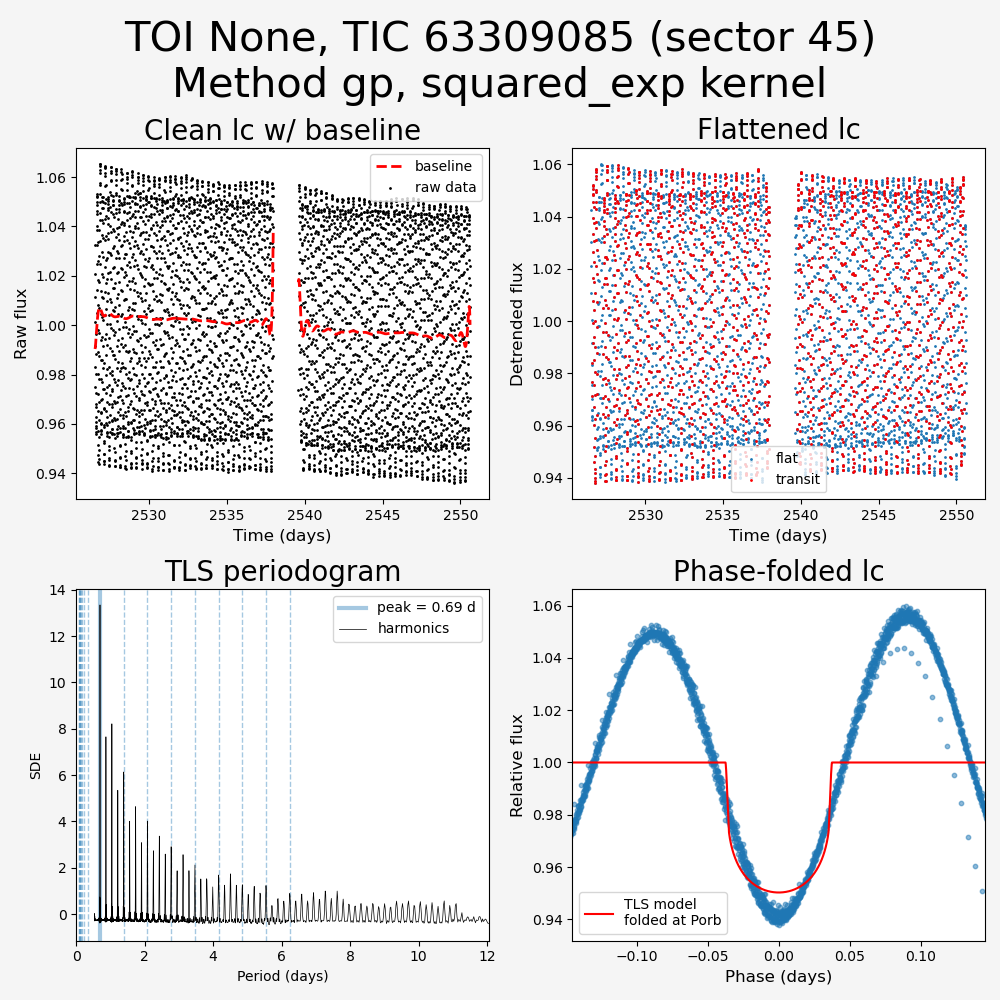 TOI None, TIC 63309085 (sector 45)
Method gp, squared_exp kernel
Clean lc w/ baseline
baseline
raw data
1.06
1.04
1.02
1.00
0.98
0.96
0.94
Raw flux
2530
2535
2540
2545
2550
Time (days)
Flattened lc
1.06
1.04
1.02
1.00
0.98
0.96
0.94
Detrended flux
flat
transit
2530
2535
2540
2545
2550
Time (days)
TLS periodogram
peak = 0.69 d
harmonics
14
12
10
8
6
4
2
0
SDE
0
2
4
6
8
10
12
Period (days)
Phase-folded lc
1.06
1.04
1.02
1.00
0.98
0.96
0.94
Relative flux
TLS model
folded at Porb
−0.10
−0.05
0.00
0.05
0.10
Phase (days)